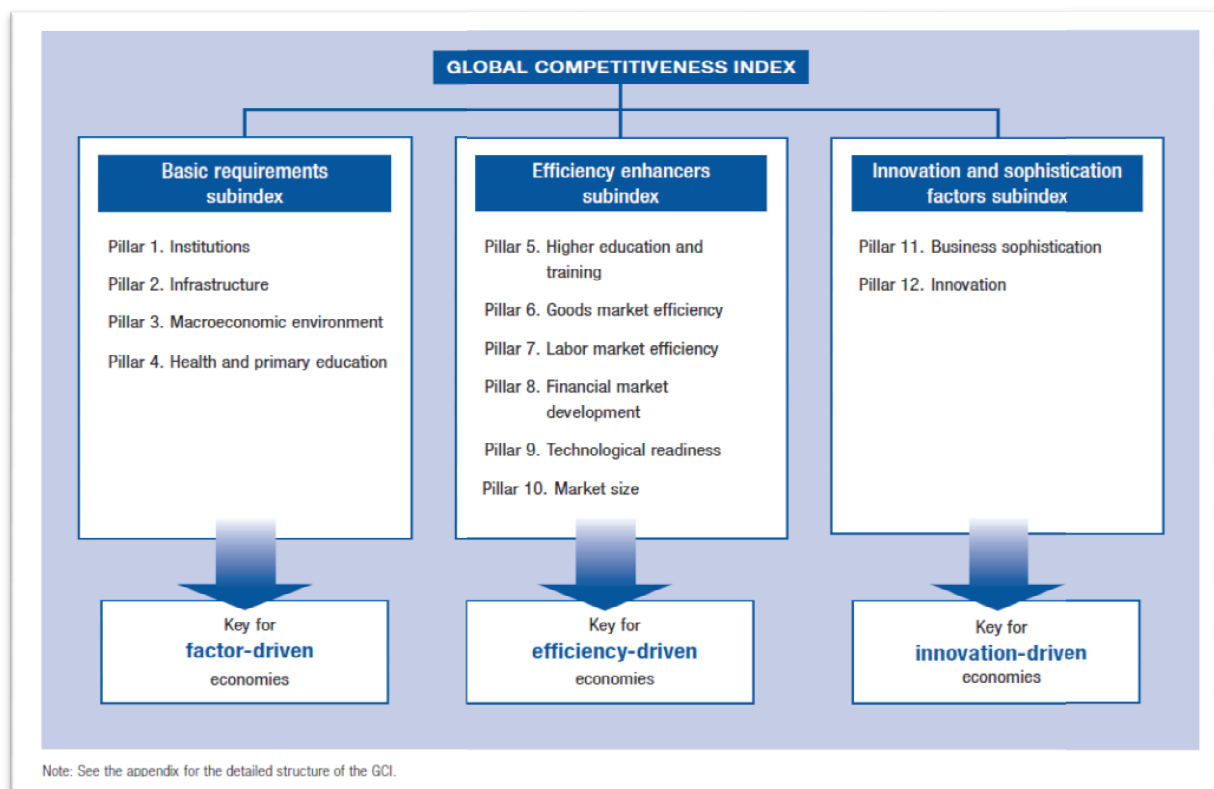 GLOBAL COMPETITIVENESS INDEX
Basic requirements
subindex
Pillar 1. Institutions
Pillar 2. Infrastructure
Pillar 3. Macroeconomic environment
Pillar 4. Health and primary education
Key for
factor-driven
economies
Efficiency enhancers
subindex
Pillar 5. Higher education and
training
Pillar 6. Goods market efficiency
Pillar 7. Labor market efficiency
Pillar 8. Financial market
development
Pillar 9. Technological readiness
Pillar 10. Market size
Key for
efficiency-driven
economies
Innovation and sophistication
factors subindex
Pillar 11. Business sophistication
Pillar 12. Innovation
Key for
innovation-driven
economies
Note: See the appendix for the detailed structure of the GCI.